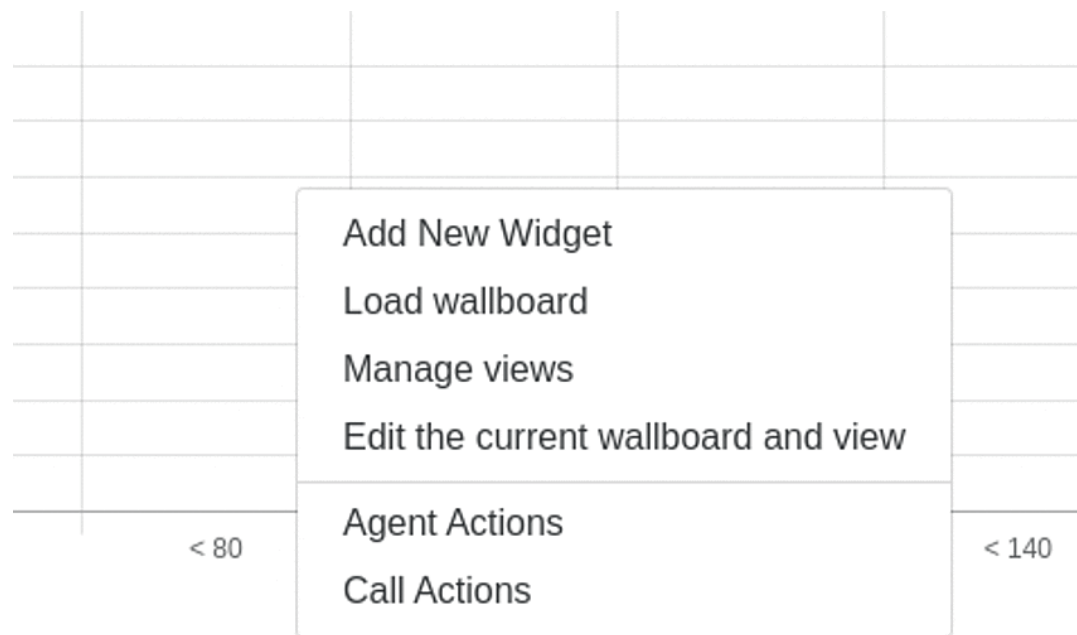 Add New Widget
Load wallboard
Manage views
Edit the current wallboard and view
Agent Actions
< 80
< 140
Call Actions